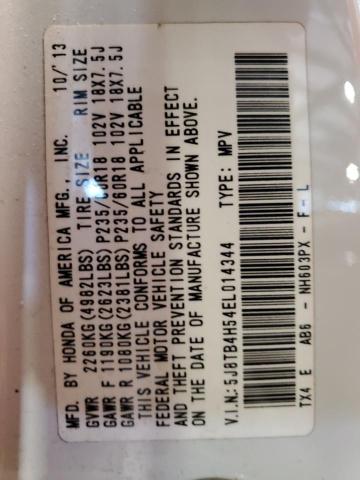 MFD. BY HONDA OF AMERICA MFG., INC. 10/13
GVWR 2260KG(4982LBS) TIRE SIZE RIM SIZE
GAWR F 1190KG(2623LBS) P235/60R18 102V 18X7.5J
GAWR R 1080KG(2381LBS) P235/60R18 102V 18X7.5J
THIS VEHICLE CONFORMS TO ALL APPLICABLE
FEDERAL MOTOR VEHICLE SAFETY
AND THEFT PREVENTION STANDARDS IN EFFECT
ON THE DATE OF MANUFACTURE SHOWN ABOVE.
V.I.N.:5J8TB4H54EL014344 TYPE: MPV
TX4 E AB6 - NH603PX - F - L